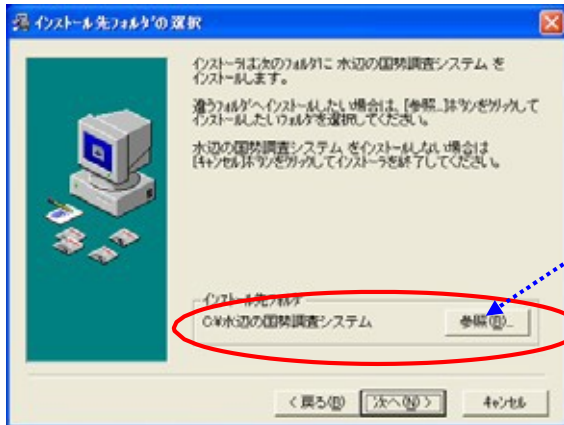 インストール先フォルダの選択
インストーラは次のフォルダに 水辺の国勢調査システム を
インストールします。
違うフォルダへインストールしたい場合は、[参照...]ボタンをクリックして
インストールしたいフォルダを選択してください。
水辺の国勢調査システム をインストールしない場合は
[キャンセル]ボタンをクリックしてインストーラを終了してください。
インストール先フォルダ
C:¥水辺の国勢調査システム
参照(R)...
< 戻る(B)
次へ(N) >
キャンセル